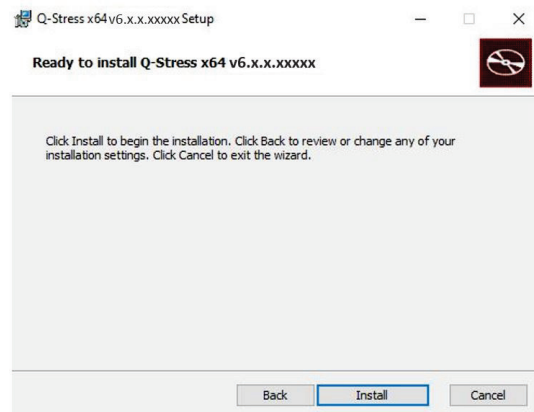 Q-Stress x64 v6.x.x.xxxxx Setup
Ready to install Q-Stress x64 v6.x.x.xxxxx
Click Install to begin the installation. Click Back to review or change any of your
installation settings. Click Cancel to exit the wizard.
Back Install Cancel